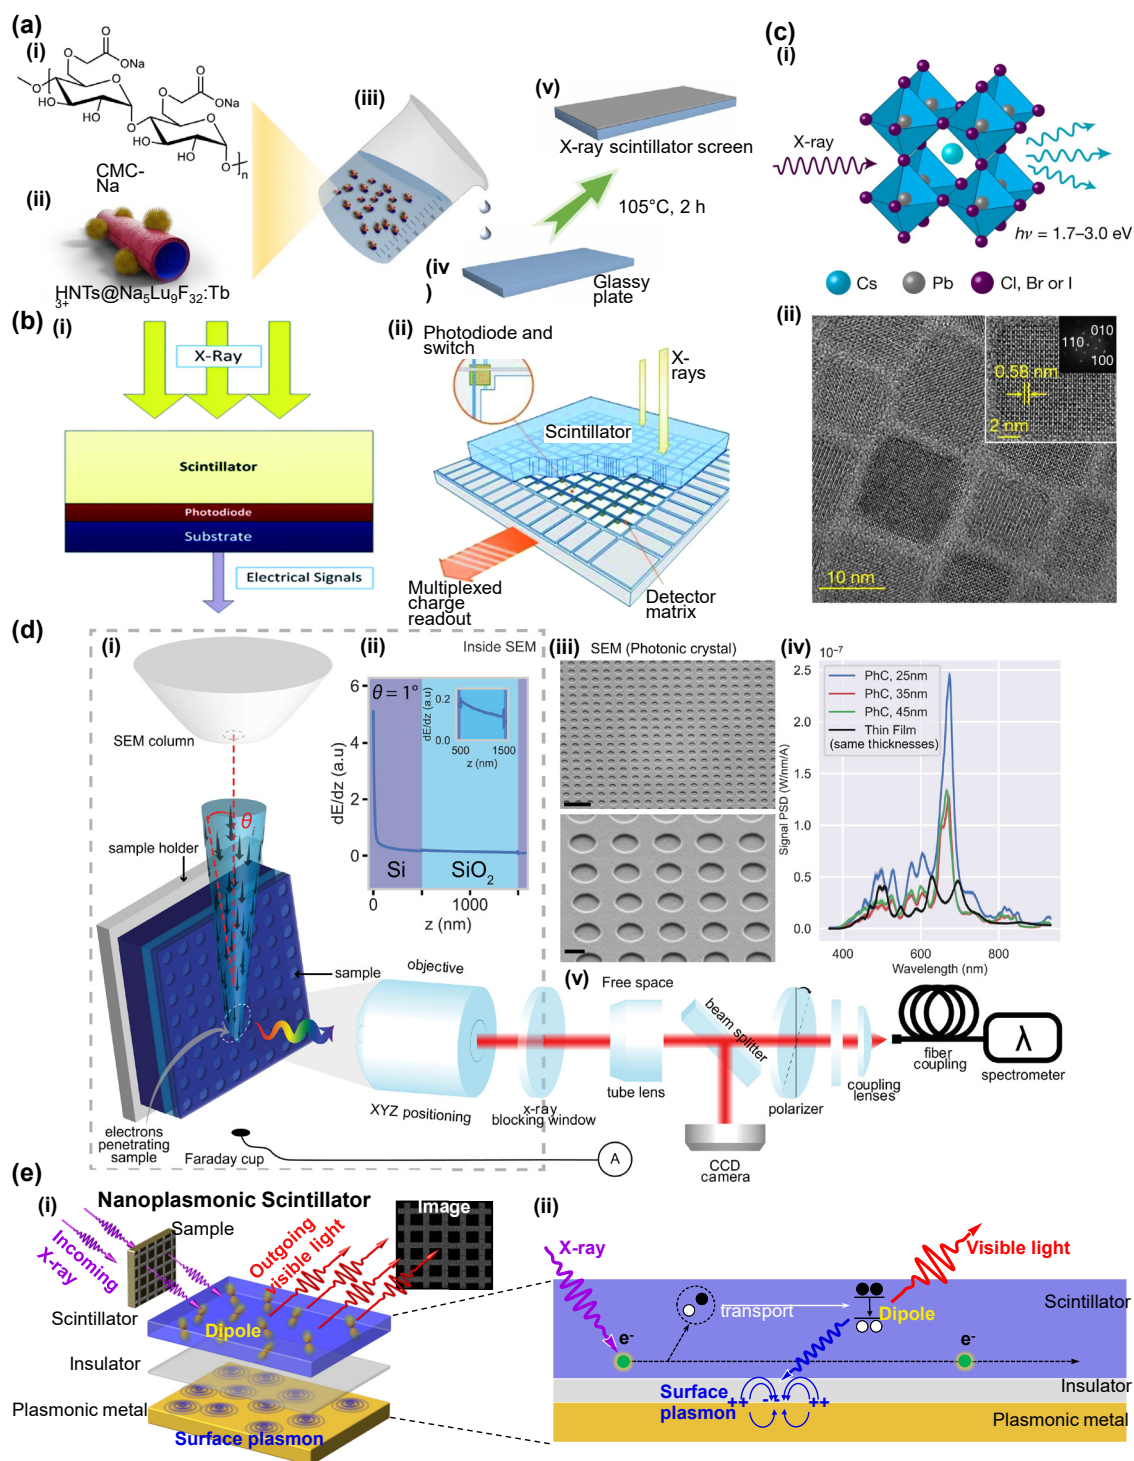 (a)
(i)
O
ONa
O
O
O
HO
OH
O
O
ONa
O
HO
OH
O
n
CMC-
Na
(ii)
HNTs@Na5Lu9F32:Tb
3+
(iii)
(iv
)
Glassy
plate
105°C, 2 h
(v)
X-ray scintillator screen
(b)
(i)
X-Ray
Scintillator
Photodiode
Substrate
Electrical Signals
(ii)
Photodiode and
switch
X-
rays
Scintillator
Multiplexed
charge
readout
Detector
matrix
(c)
(i)
X-ray
hν = 1.7–3.0 eV
Cs
Pb
Cl, Br or I
(ii)
010
110
100
0.58 nm
2 nm
10 nm
(d)
(i)
SEM column
θ
sample holder
sample
electrons
penetrating
sample
Faraday cup
A
objective
XYZ positioning
x-ray
blocking window
(ii)
Inside SEM
θ = 1°
6
4
2
0
dE/dz (a.u)
Si
SiO2
0
1000
z (nm)
0.2
0.0
dE/dz (a.u)
500
1500
z (nm)
(iii)
SEM (Photonic crystal)
(iv)
10−7
2.5
2.0
1.5
1.0
0.5
0.0
Signal PSD (W/nm/A)
PhC, 25nm
PhC, 35nm
PhC, 45nm
Thin Film
(same thicknesses)
400
600
800
Wavelength (nm)
(v)
Free space
tube lens
beam splitter
CCD
camera
polarizer
coupling
lenses
fiber
coupling
λ
spectrometer
(e)
(i)
Nanoplasmonic Scintillator
Sample
Image
Incoming
X-ray
Outgoing
visible light
Scintillator
Dipole
Insulator
Plasmonic metal
Surface plasmon
(ii)
X-ray
Visible light
transport
Dipole
Scintillator
e-
e-
Insulator
Surface
plasmon
++
---
++
Plasmonic metal